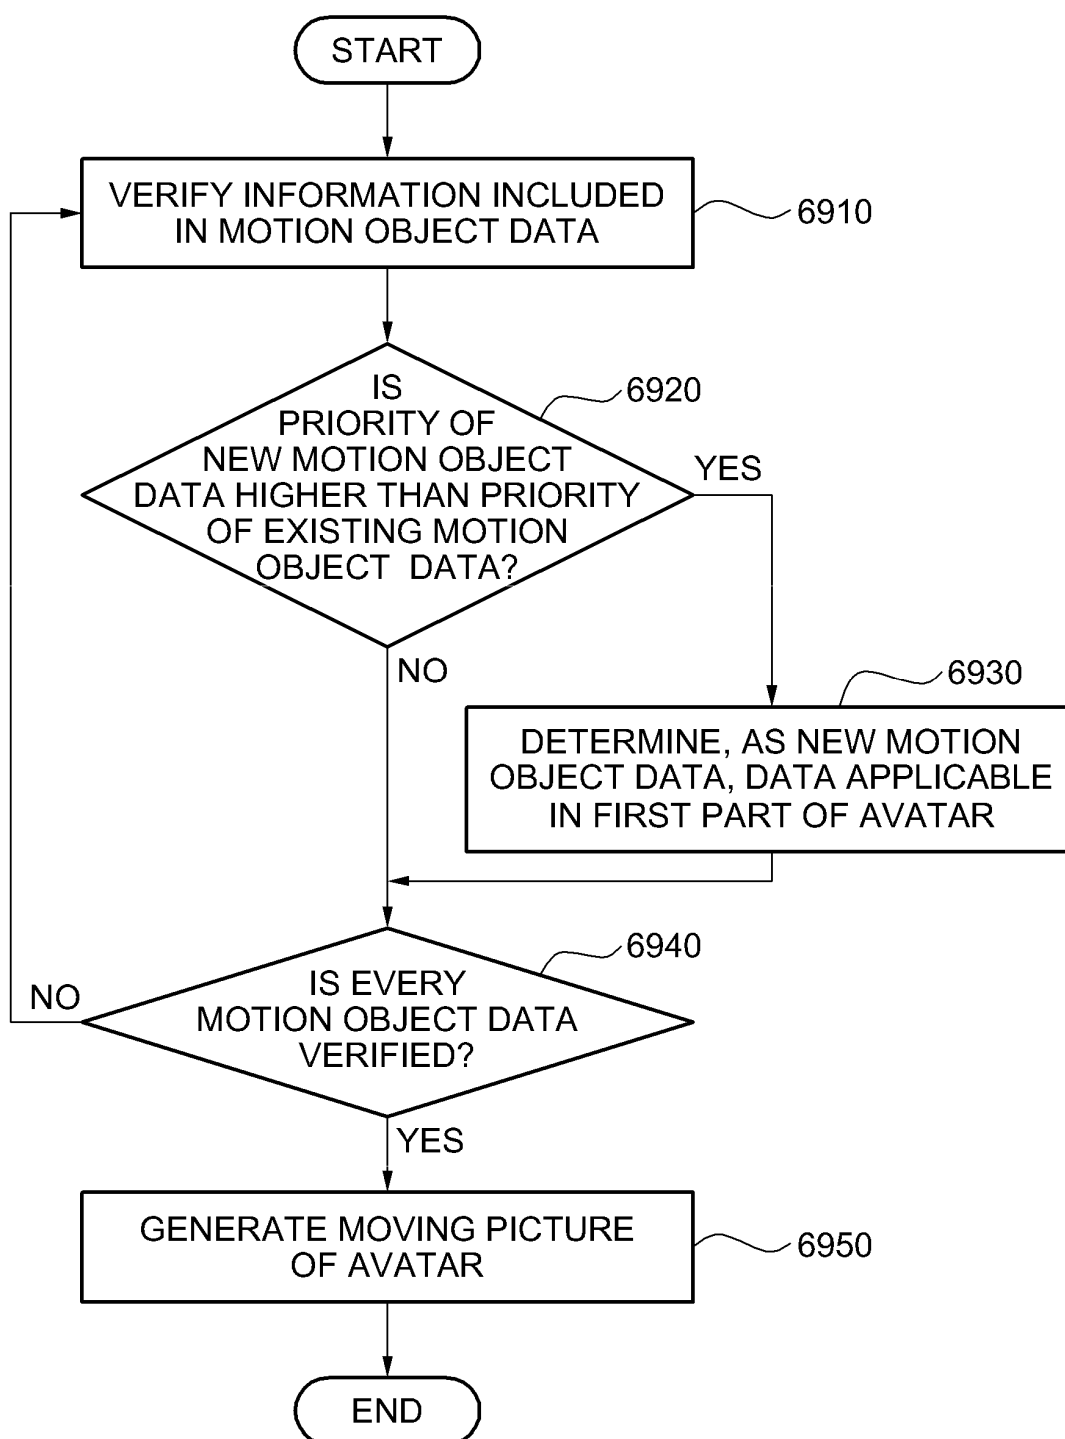 START
VERIFY INFORMATION INCLUDED
IN MOTION OBJECT DATA
6910
IS
PRIORITY OF
NEW MOTION OBJECT
DATA HIGHER THAN PRIORITY
OF EXISTING MOTION
OBJECT DATA?
6920
YES
NO
6930
DETERMINE, AS NEW MOTION
OBJECT DATA, DATA APPLICABLE
IN FIRST PART OF AVATAR
6940
IS EVERY
MOTION OBJECT DATA
VERIFIED?
NO
YES
GENERATE MOVING PICTURE
OF AVATAR
6950
END